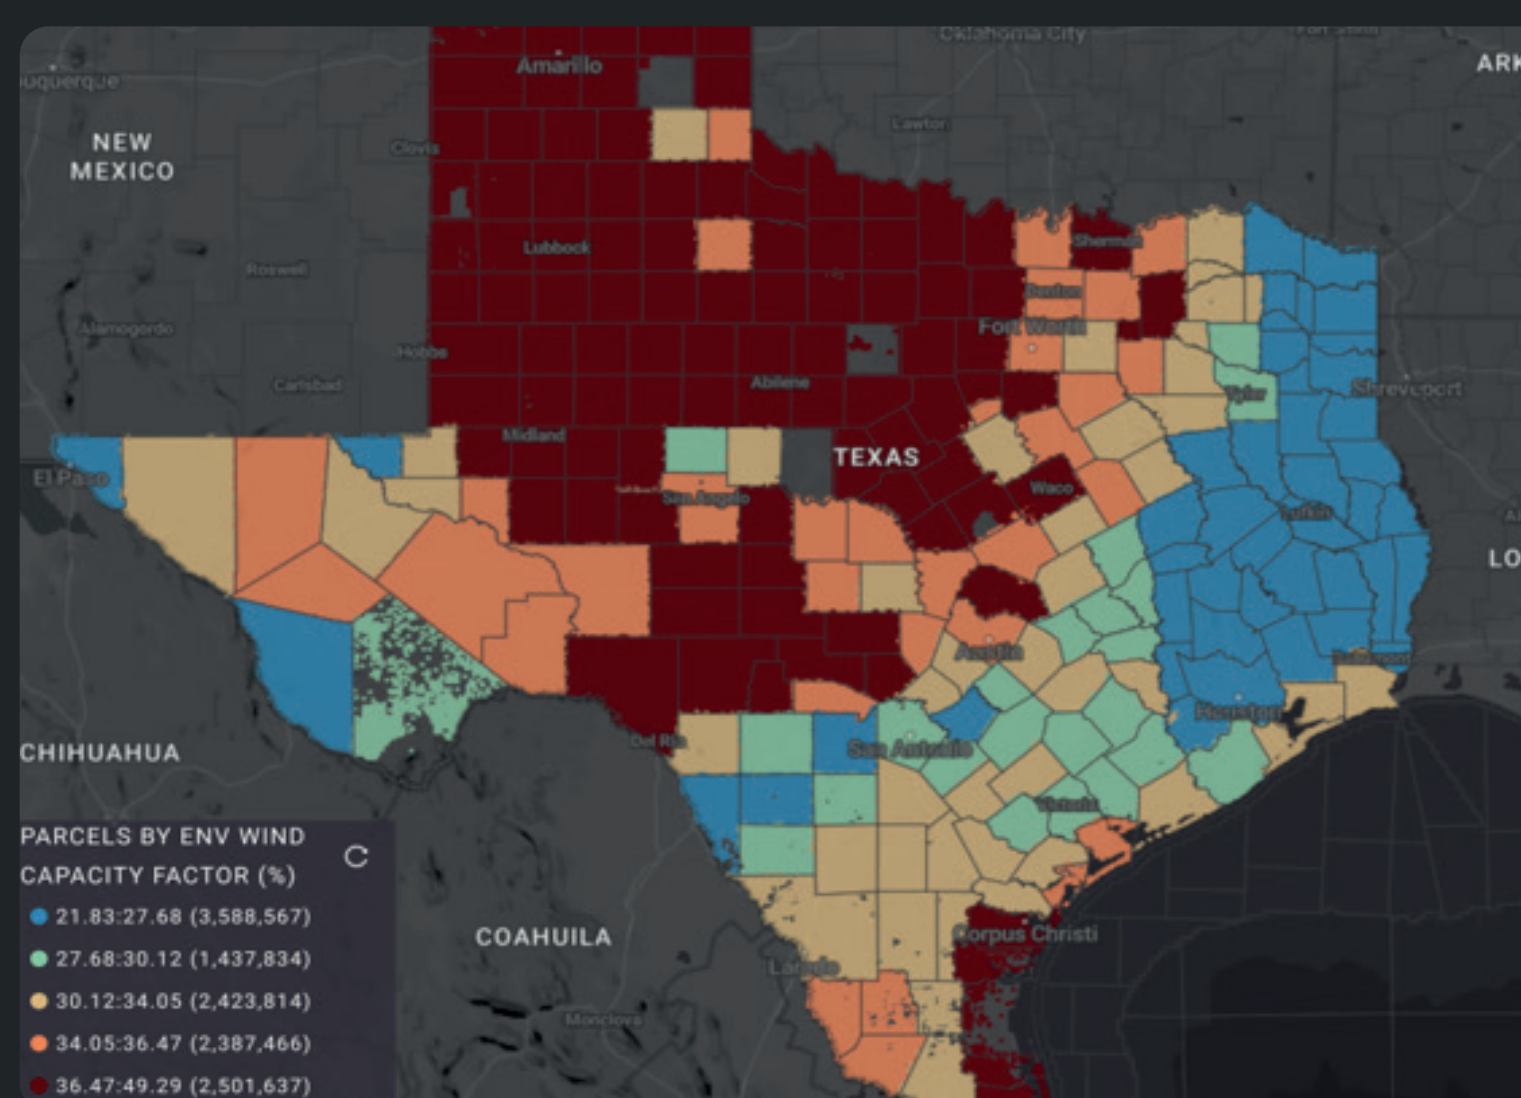 Oklahoma City
Fort Smith
ARK
Amarillo
uquerque
NEW
MEXICO
Clovis
Lawton
Lubbock
Sherman
Roswell
Denton
Alamogordo
Fort Worth
Hobbs
Carlsbad
Abilene
Tyler
Shreveport
Midland
TEXAS
El Paso
San Angelo
Waco
Lufkin
LO
Austin
Beaumont
Houston
CHIHUAHUA
Del Rio
San Antonio
Victoria
PARCELS BY ENV WIND
CAPACITY FACTOR (%)
21.83:27.68 (3,588,567)
27.68:30.12 (1,437,834)
30.12:34.05 (2,423,814)
34.05:36.47 (2,387,466)
36.47:49.29 (2,501,637)
COAHUILA
Corpus Christi
Laredo
Monclova